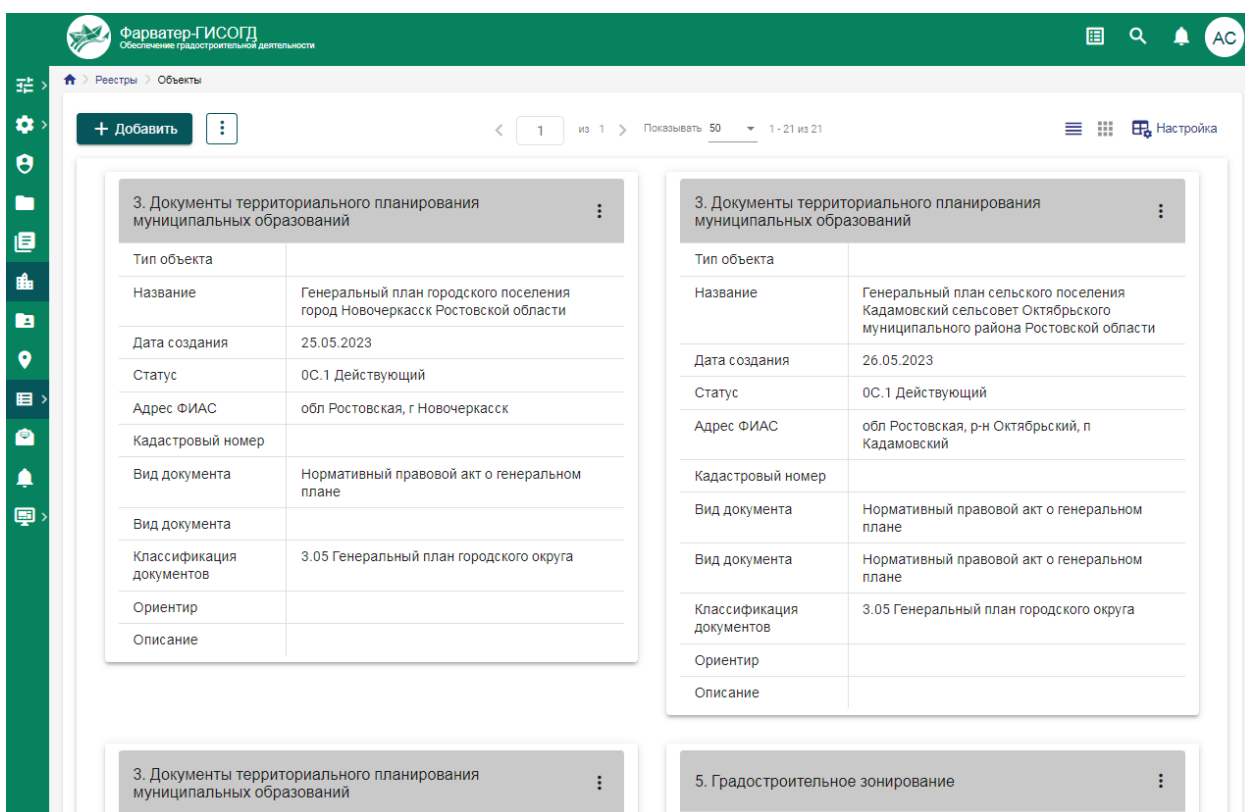 Фарватер-ГИСОГД
Обеспечение градостроительной деятельности
АС
Реестры
Объекты
+ Добавить
1
из 1
Показывать 50
1 - 21 из 21
Настройка
3. Документы территориального планирования
муниципальных образований
Тип объекта
Название
Генеральный план городского поселения
город Новочеркасск Ростовской области
Дата создания
25.05.2023
Статус
ОС.1 Действующий
Адрес ФИАС
обл Ростовская, г Новочеркасск
Кадастровый номер
Вид документа
Нормативный правовой акт о генеральном
плане
Вид документа
Классификация
документов
3.05 Генеральный план городского округа
Ориентир
Описание
3. Документы территориального планирования
муниципальных образований
Тип объекта
Название
Генеральный план сельского поселения
Кадамовский сельсовет Октябрьского
муниципального района Ростовской области
Дата создания
26.05.2023
Статус
ОС.1 Действующий
Адрес ФИАС
обл Ростовская, р-н Октябрьский, п
Кадамовский
Кадастровый номер
Вид документа
Нормативный правовой акт о генеральном
плане
Вид документа
Нормативный правовой акт о генеральном
плане
Классификация
документов
3.05 Генеральный план городского округа
Ориентир
Описание
3. Документы территориального планирования
муниципальных образований
5. Градостроительное зонирование